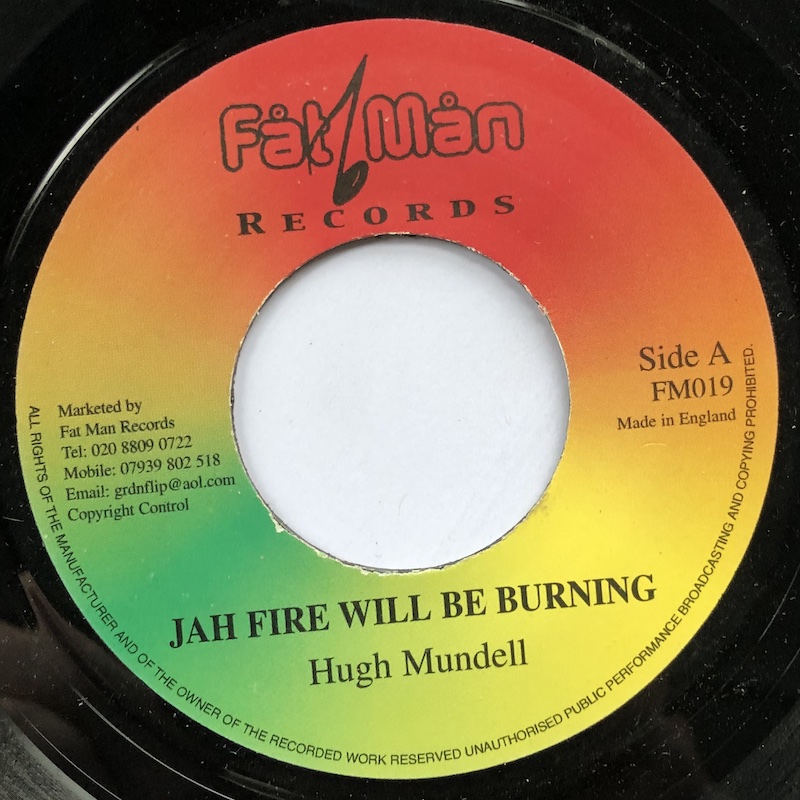 Fåt Mån
RECORDS
Side A
FM019
Made in England
Marketed by
Fat Man Records
Tel: 020 8809 0722
Mobile: 07939 802 518
Email: grdnflip@aol.com
Copyright Control
JAH FIRE WILL BE BURNING
Hugh Mundell
ALL RIGHTS OF THE MANUFACTURER AND OF THE OWNER OF THE RECORDED WORK RESERVED UNAUTHORISED PUBLIC PERFORMANCE BROADCASTING AND COPYING PROHIBITED.